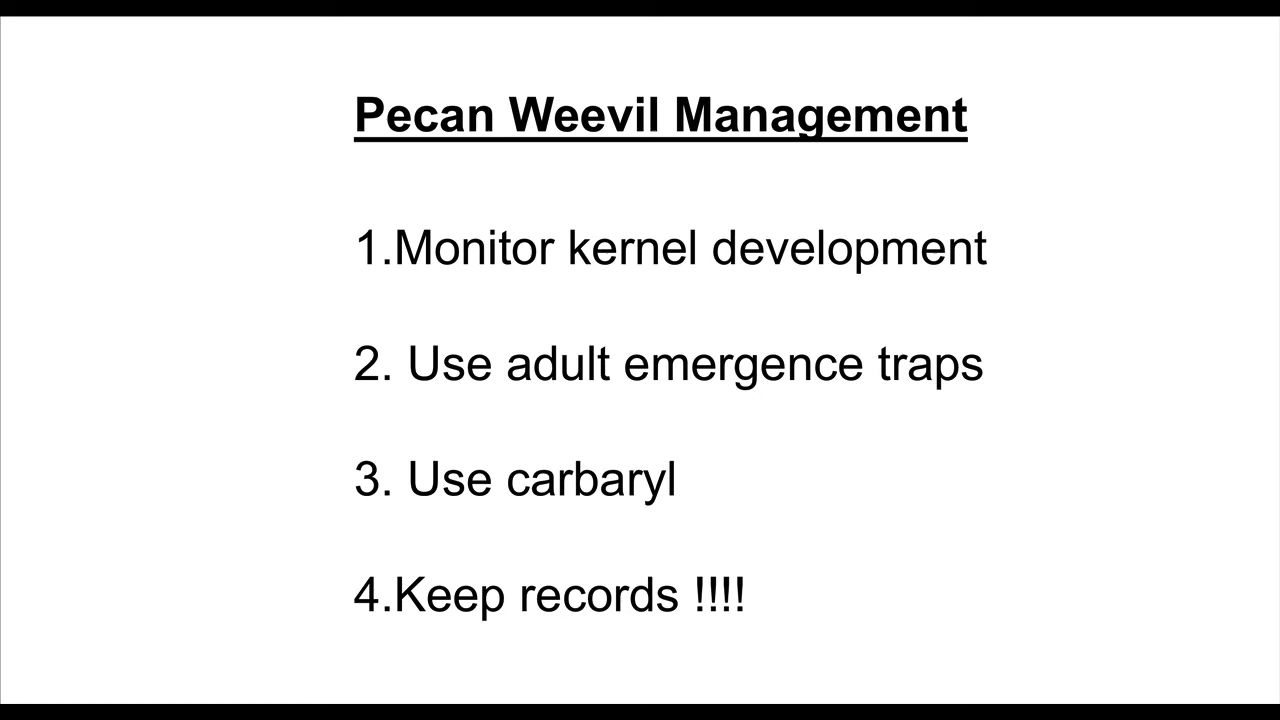 Pecan Weevil Management
1.Monitor kernel development
2. Use adult emergence traps
3. Use carbaryl
4.Keep records !!!!